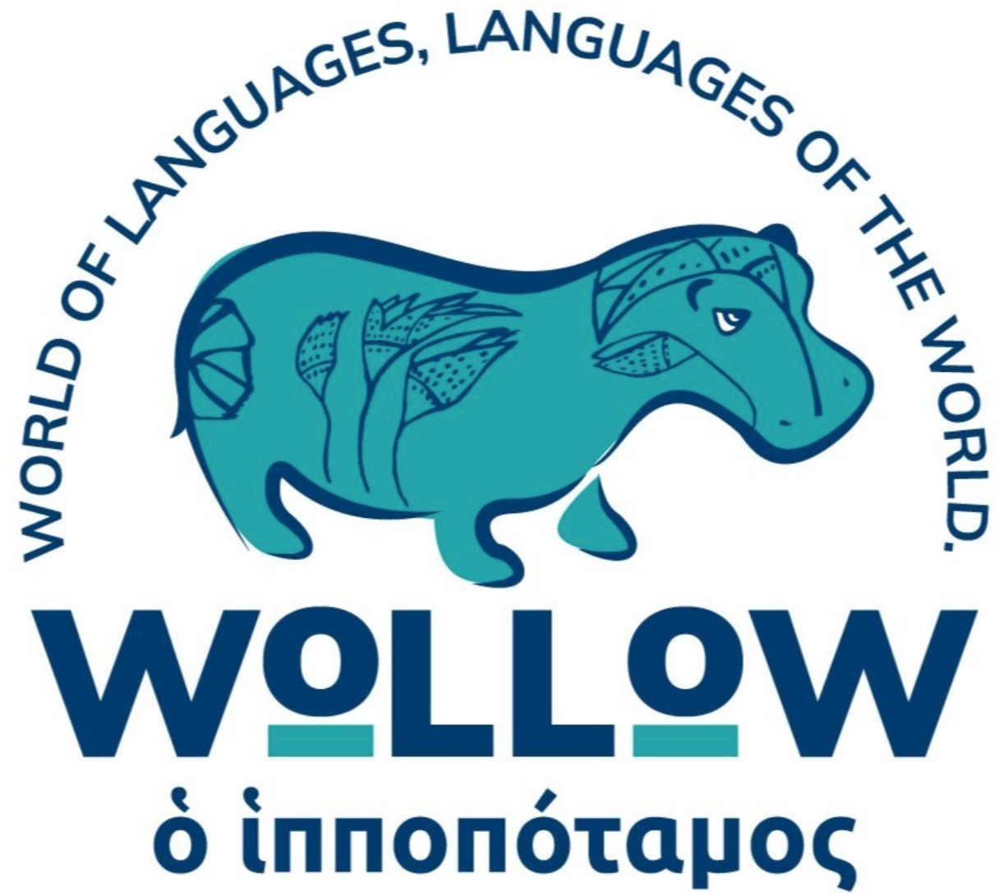 WORLD OF LANGUAGES, LANGUAGES OF THE WORLD.
WOLLOW
ὁ ἱπποπόταμος